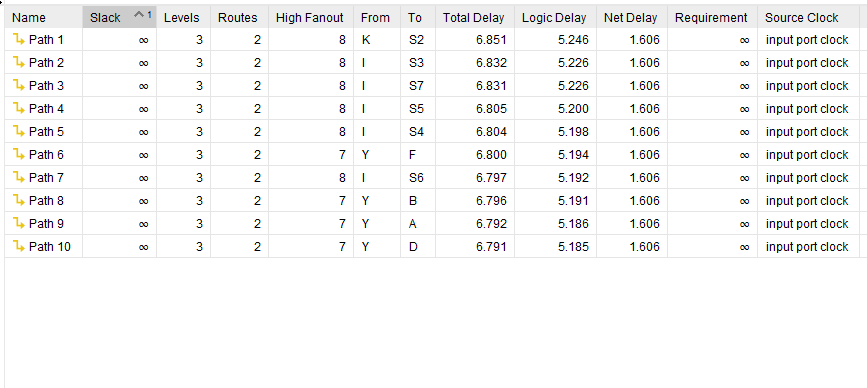 Name Slack 1 Levels Routes High Fanout From To Total Delay Logic Delay Net Delay Requirement Source Clock
Path 1 ∞ 3 2 8 K S2 6.851 5.246 1.606 ∞ input port clock
Path 2 ∞ 3 2 8 I S3 6.832 5.226 1.606 ∞ input port clock
Path 3 ∞ 3 2 8 I S7 6.831 5.226 1.606 ∞ input port clock
Path 4 ∞ 3 2 8 I S5 6.805 5.200 1.606 ∞ input port clock
Path 5 ∞ 3 2 8 I S4 6.804 5.198 1.606 ∞ input port clock
Path 6 ∞ 3 2 7 Y F 6.800 5.194 1.606 ∞ input port clock
Path 7 ∞ 3 2 8 I S6 6.797 5.192 1.606 ∞ input port clock
Path 8 ∞ 3 2 7 Y B 6.796 5.191 1.606 ∞ input port clock
Path 9 ∞ 3 2 7 Y A 6.792 5.186 1.606 ∞ input port clock
Path 10 ∞ 3 2 7 Y D 6.791 5.185 1.606 ∞ input port clock